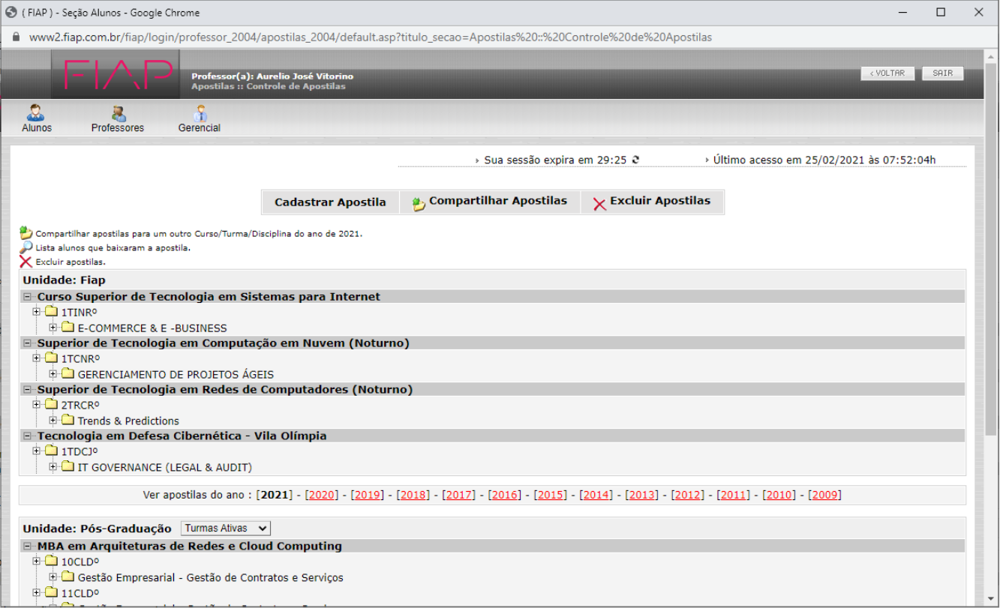 ( FIAP ) - Seção Alunos - Google Chrome
www2.fiap.com.br/fiap/login/professor_2004/apostilas_2004/default.asp?titulo_secao=Apostilas%20::%20Controle%20de%20Apostilas
FIAP
Professor(a): Aurelio José Vitorino
Apostilas :: Controle de Apostilas
< VOLTAR SAIR
Alunos Professores Gerencial
Sua sessão expira em 29:25 Último acesso em 25/02/2021 às 07:52:04h
Cadastrar Apostila Compartilhar Apostilas Excluir Apostilas
Compartilhar apostilas para um outro Curso/Turma/Disciplina do ano de 2021.
Lista alunos que baixaram a apostila.
Excluir apostilas.
Unidade: Fiap
Curso Superior de Tecnologia em Sistemas para Internet
1TINRº
E-COMMERCE & E -BUSINESS
Superior de Tecnologia em Computação em Nuvem (Noturno)
1TCNRº
GERENCIAMENTO DE PROJETOS ÁGEIS
Superior de Tecnologia em Redes de Computadores (Noturno)
2TRCRº
Trends & Predictions
Tecnologia em Defesa Cibernética - Vila Olímpia
1TDCJº
IT GOVERNANCE (LEGAL & AUDIT)
Ver apostilas do ano : [2021] - [2020] - [2019] - [2018] - [2017] - [2016] - [2015] - [2014] - [2013] - [2012] - [2011] - [2010] - [2009]
Unidade: Pós-Graduação Turmas Ativas
MBA em Arquiteturas de Redes e Cloud Computing
10CLDº
Gestão Empresarial - Gestão de Contratos e Serviços
11CLDº